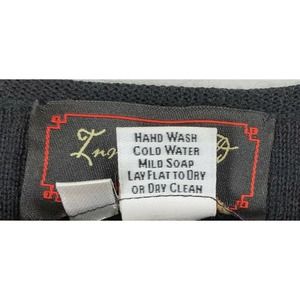 HAND WASH
COLD WATER
MILD SOAP
LAY FLAT TO DRY
OR DRY CLEAN